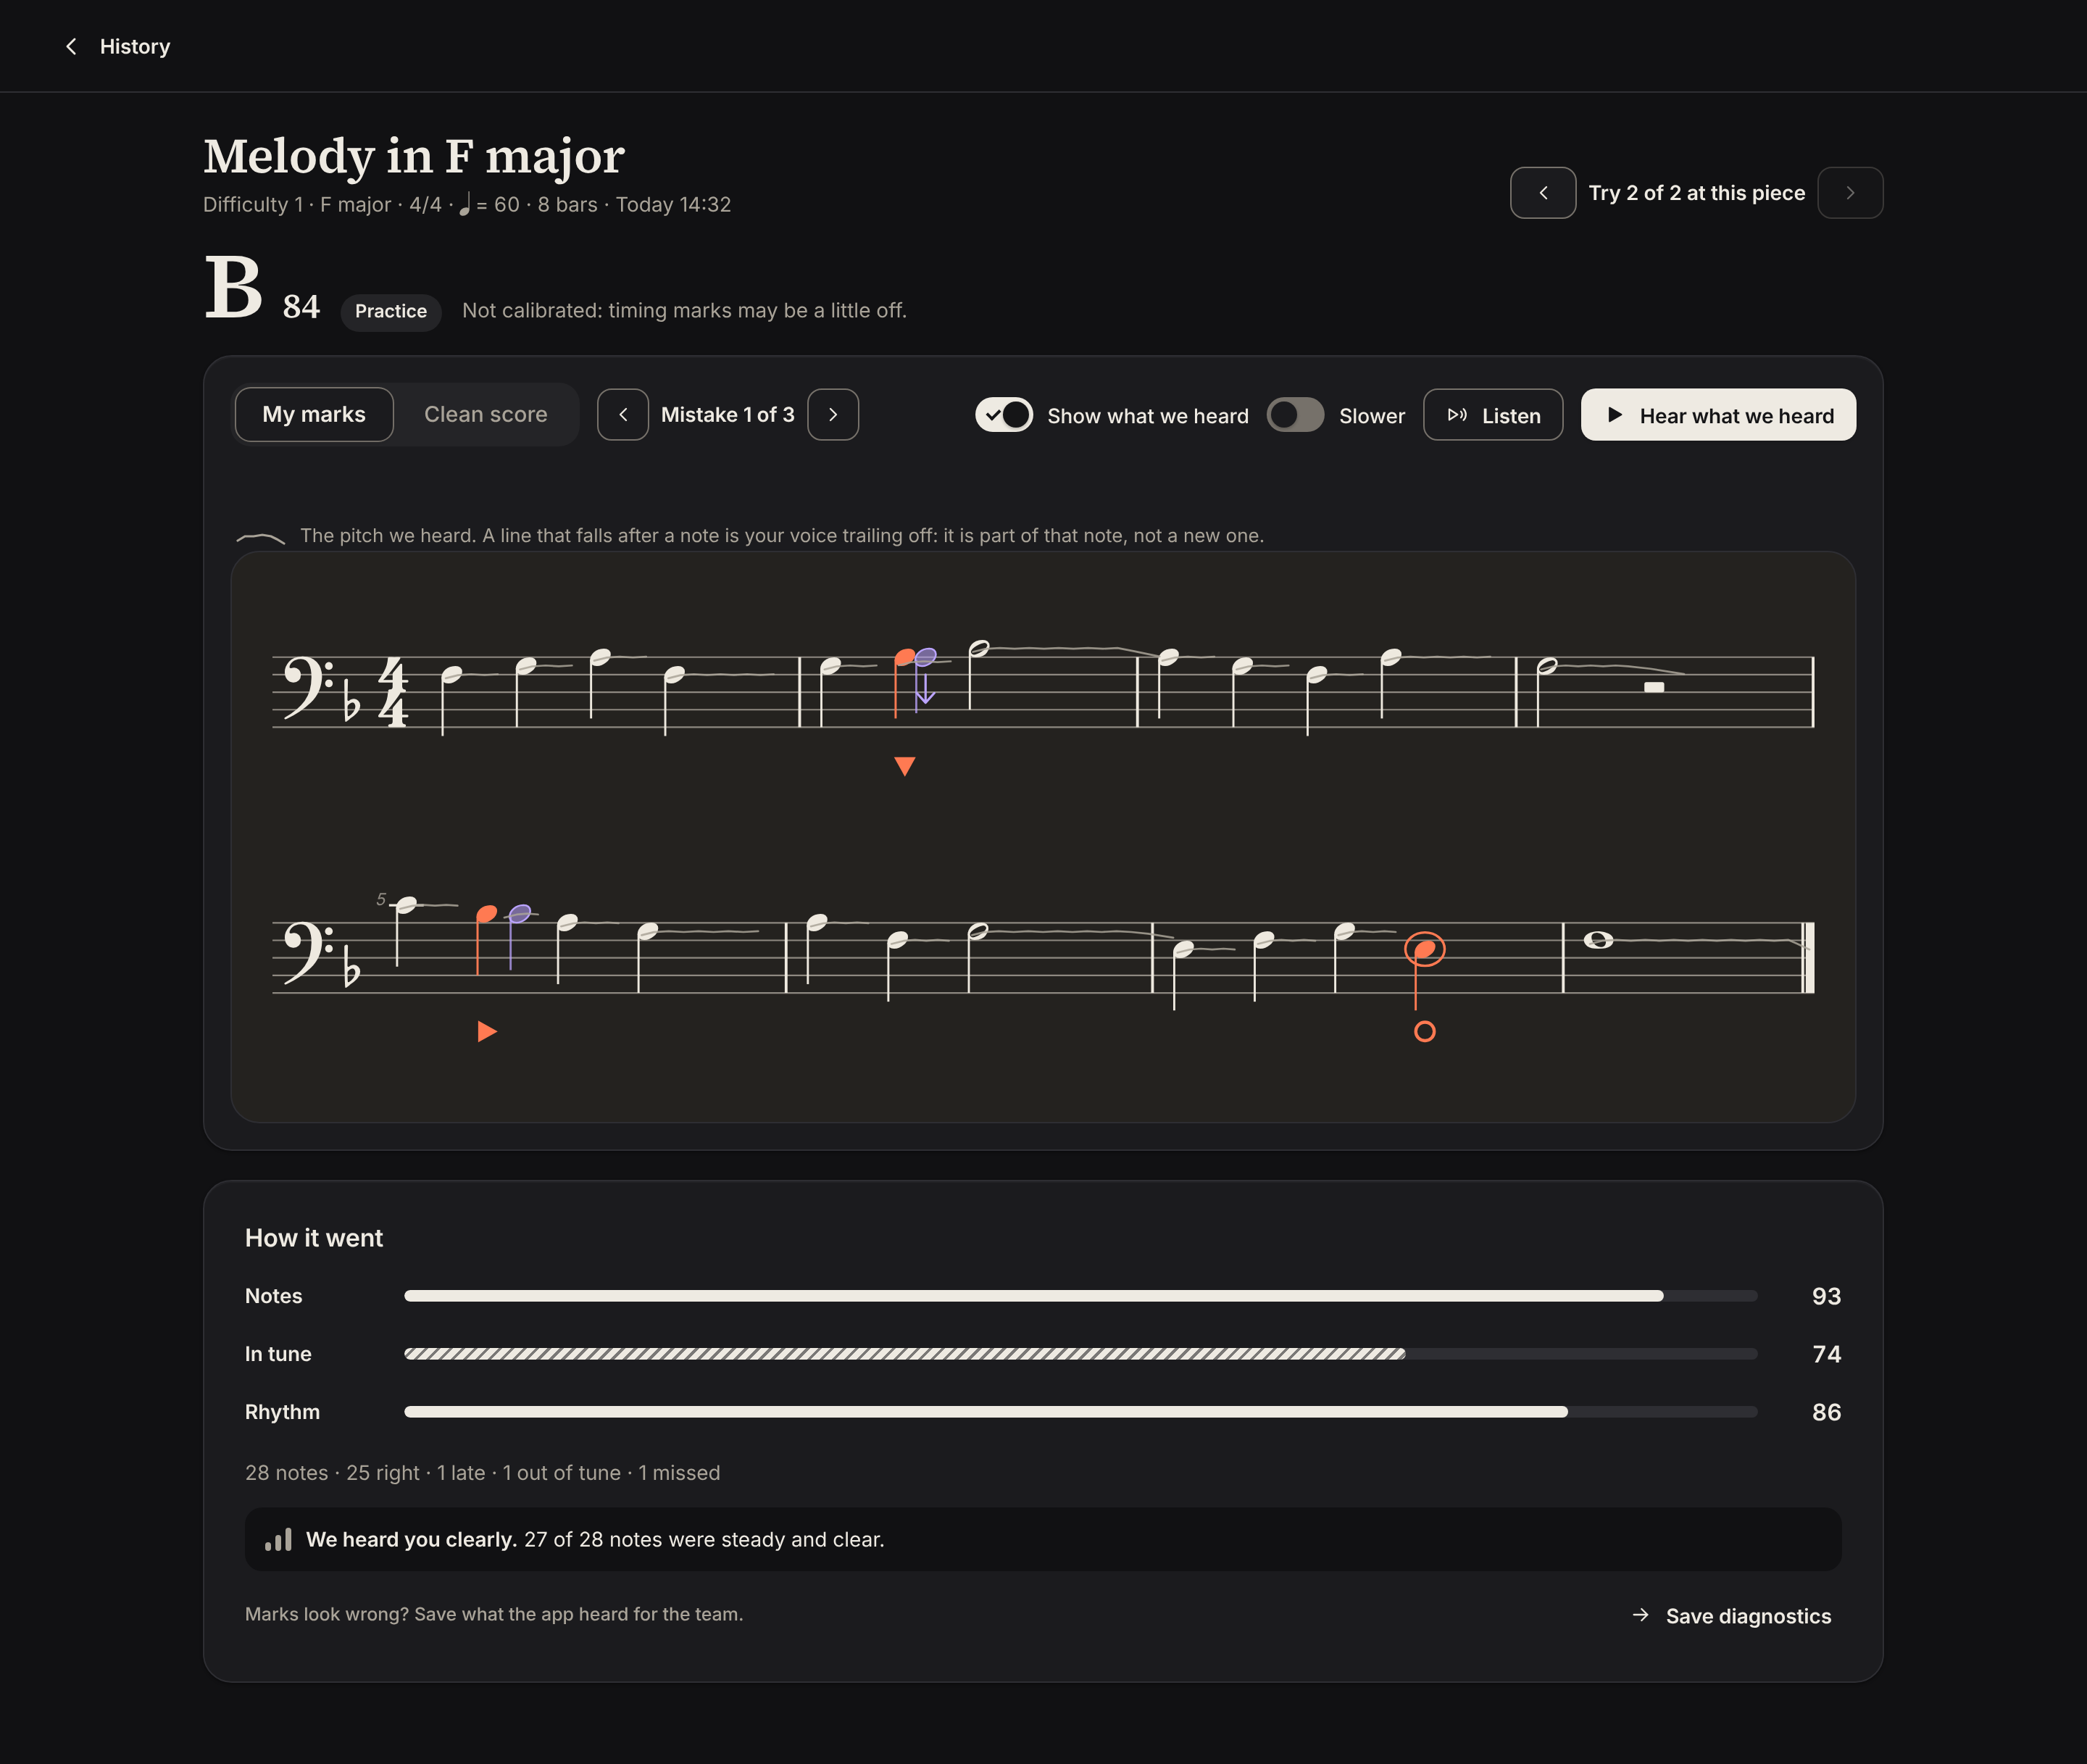 History
Melody in F major
Difficulty 1 · F major · 4/4 · ♩ = 60 · 8 bars · Today 14:32
Try 2 of 2 at this piece
B 84 Practice Not calibrated: timing marks may be a little off.
My marks Clean score Mistake 1 of 3 Show what we heard Slower Listen Hear what we heard
The pitch we heard. A line that falls after a note is your voice trailing off: it is part of that note, not a new one.
4
4
5
How it went
Notes 93
In tune 74
Rhythm 86
28 notes · 25 right · 1 late · 1 out of tune · 1 missed
We heard you clearly. 27 of 28 notes were steady and clear.
Marks look wrong? Save what the app heard for the team. Save diagnostics